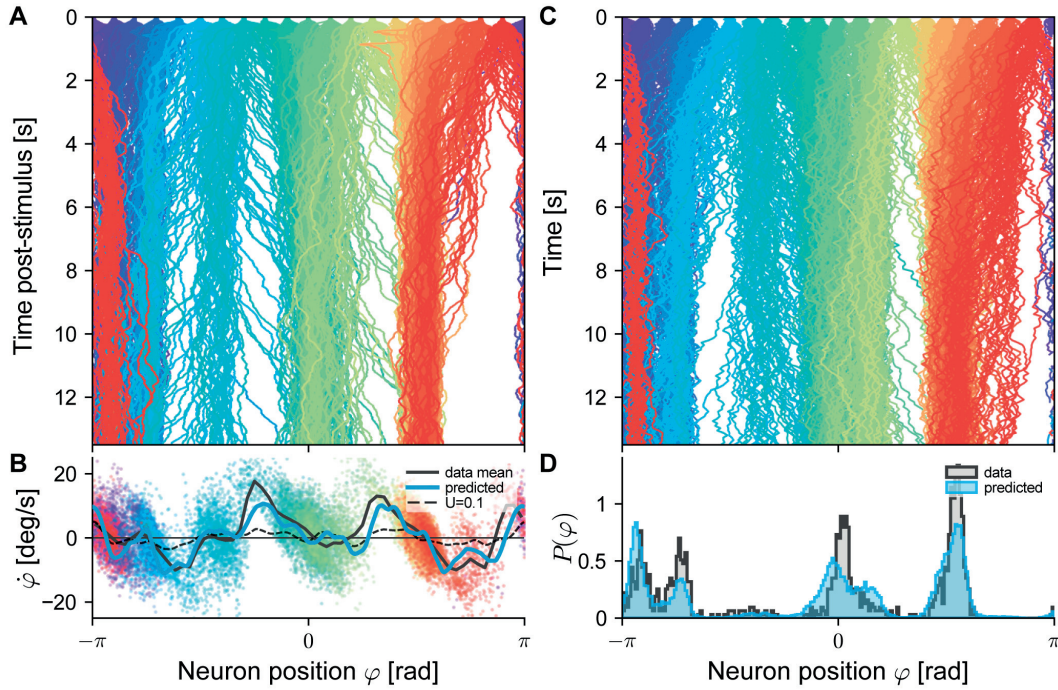 A
0
2
4
6
8
10
12
Time post-stimulus [s]
C
0
2
4
6
8
10
12
Time [s]
B
20
0
−20
φ̇ [deg/s]
data mean
predicted
U=0.1
−π
0
π
Neuron position φ [rad]
D
1
0.5
0
P(φ)
data
predicted
−π
0
π
Neuron position φ [rad]